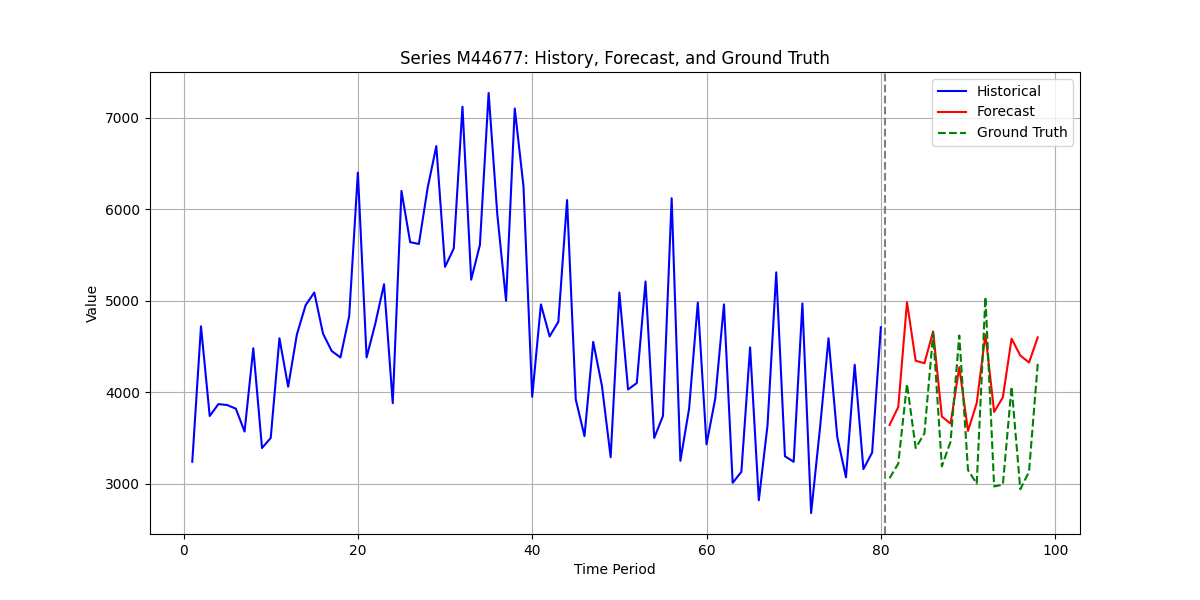 Series M44677: History, Forecast, and Ground Truth
Historical
Forecast
Ground Truth
7000
6000
5000
4000
3000
Value
0 20 40 60 80 100
Time Period